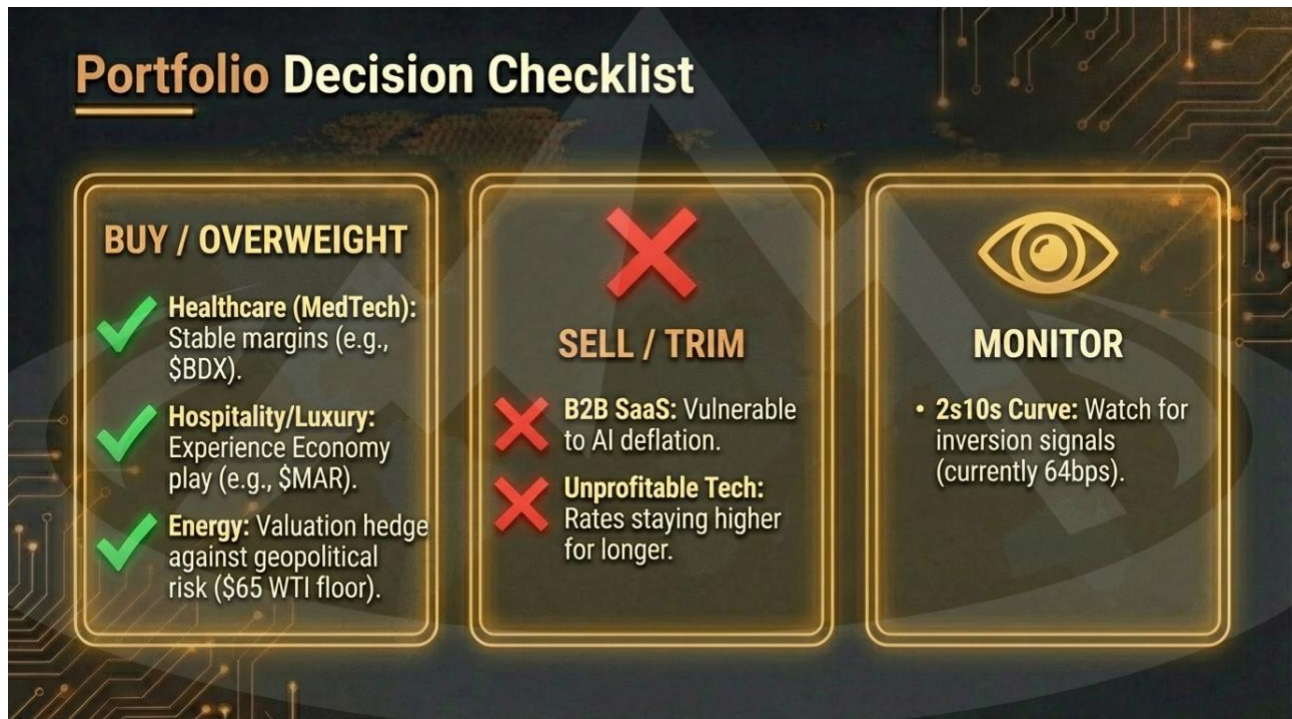 Portfolio Decision Checklist
BUY / OVERWEIGHT
Healthcare (MedTech):
Stable margins (e.g.,
$BDX).
Hospitality/Luxury:
Experience Economy
play (e.g., $MAR).
Energy: Valuation hedge
against geopolitical
risk ($65 WTI floor).
SELL / TRIM
B2B SaaS: Vulnerable
to AI deflation.
Unprofitable Tech:
Rates staying higher
for longer.
MONITOR
• 2s10s Curve: Watch for
inversion signals
(currently 64bps).